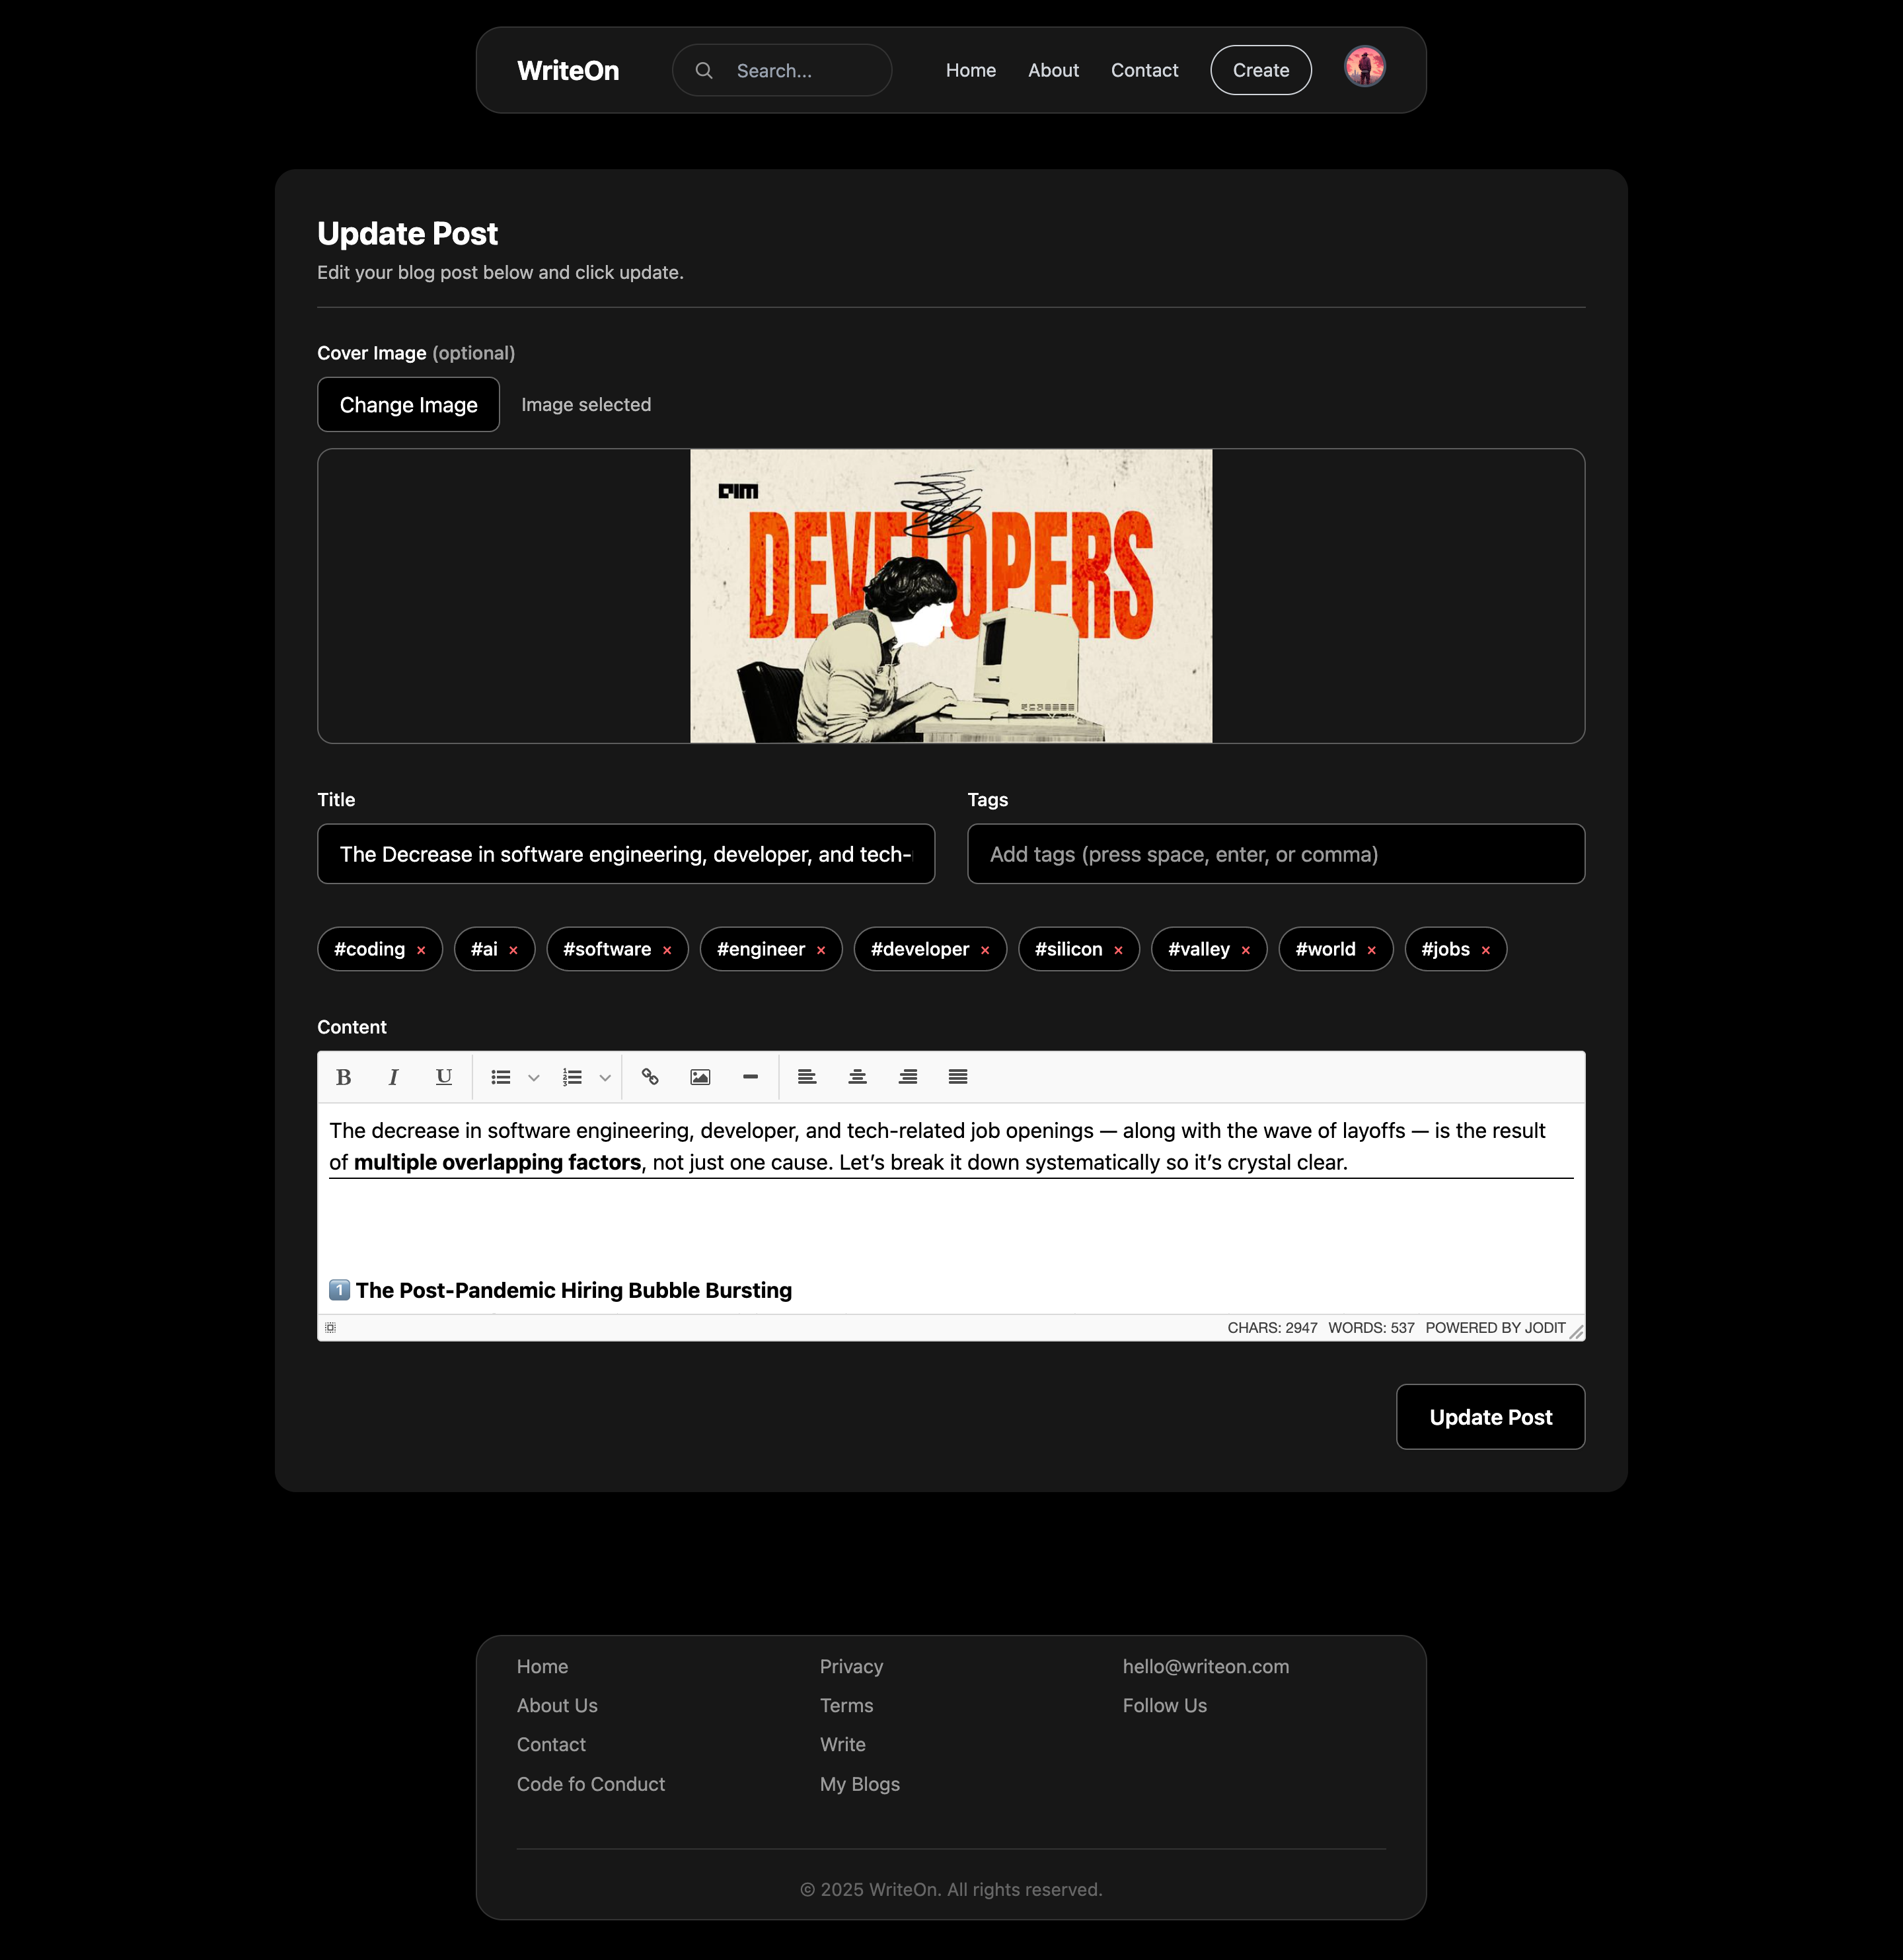 WriteOn
Search...
Home
About
Contact
Create
Update Post
Edit your blog post below and click update.
Cover Image (optional)
Change Image
Image selected
AIM
DEVELOPERS
Title
Tags
The Decrease in software engineering, developer, and tech-
Add tags (press space, enter, or comma)
#coding ×
#ai ×
#software ×
#engineer ×
#developer ×
#silicon ×
#valley ×
#world ×
#jobs ×
Content
B I U
The decrease in software engineering, developer, and tech-related job openings — along with the wave of layoffs — is the result
of multiple overlapping factors, not just one cause. Let’s break it down systematically so it’s crystal clear.
1️⃣ The Post-Pandemic Hiring Bubble Bursting
CHARS: 2947 WORDS: 537 POWERED BY JODIT
Update Post
Home
About Us
Contact
Code fo Conduct
Privacy
Terms
Write
My Blogs
hello@writeon.com
Follow Us
© 2025 WriteOn. All rights reserved.